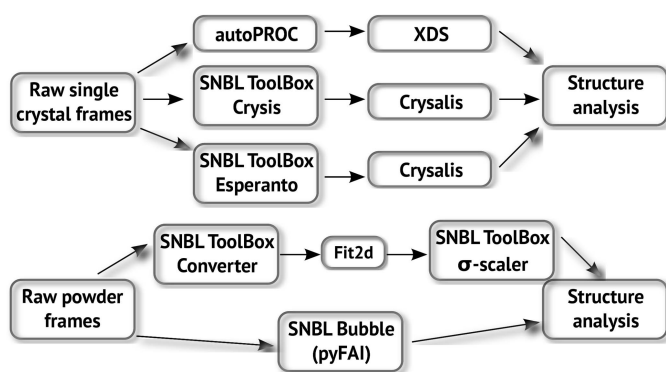 autoPROC
XDS
Raw single
crystal frames
SNBL ToolBox
Crysis
Crysalis
Structure
analysis
SNBL ToolBox
Esperanto
Crysalis
SNBL ToolBox
Converter
Fit2d
SNBL ToolBox
σ-scaler
Raw powder
frames
SNBL Bubble
(pyFAI)
Structure
analysis